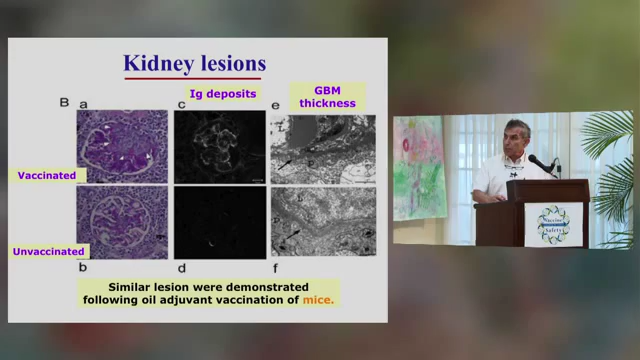 Kidney lesions
Ig deposits
GBM
thickness
B
a
c
e
Vaccinated
Unvaccinated
b
d
f
Similar lesion were demonstrated
following oil adjuvant vaccination of mice.
Vaccine
Safety